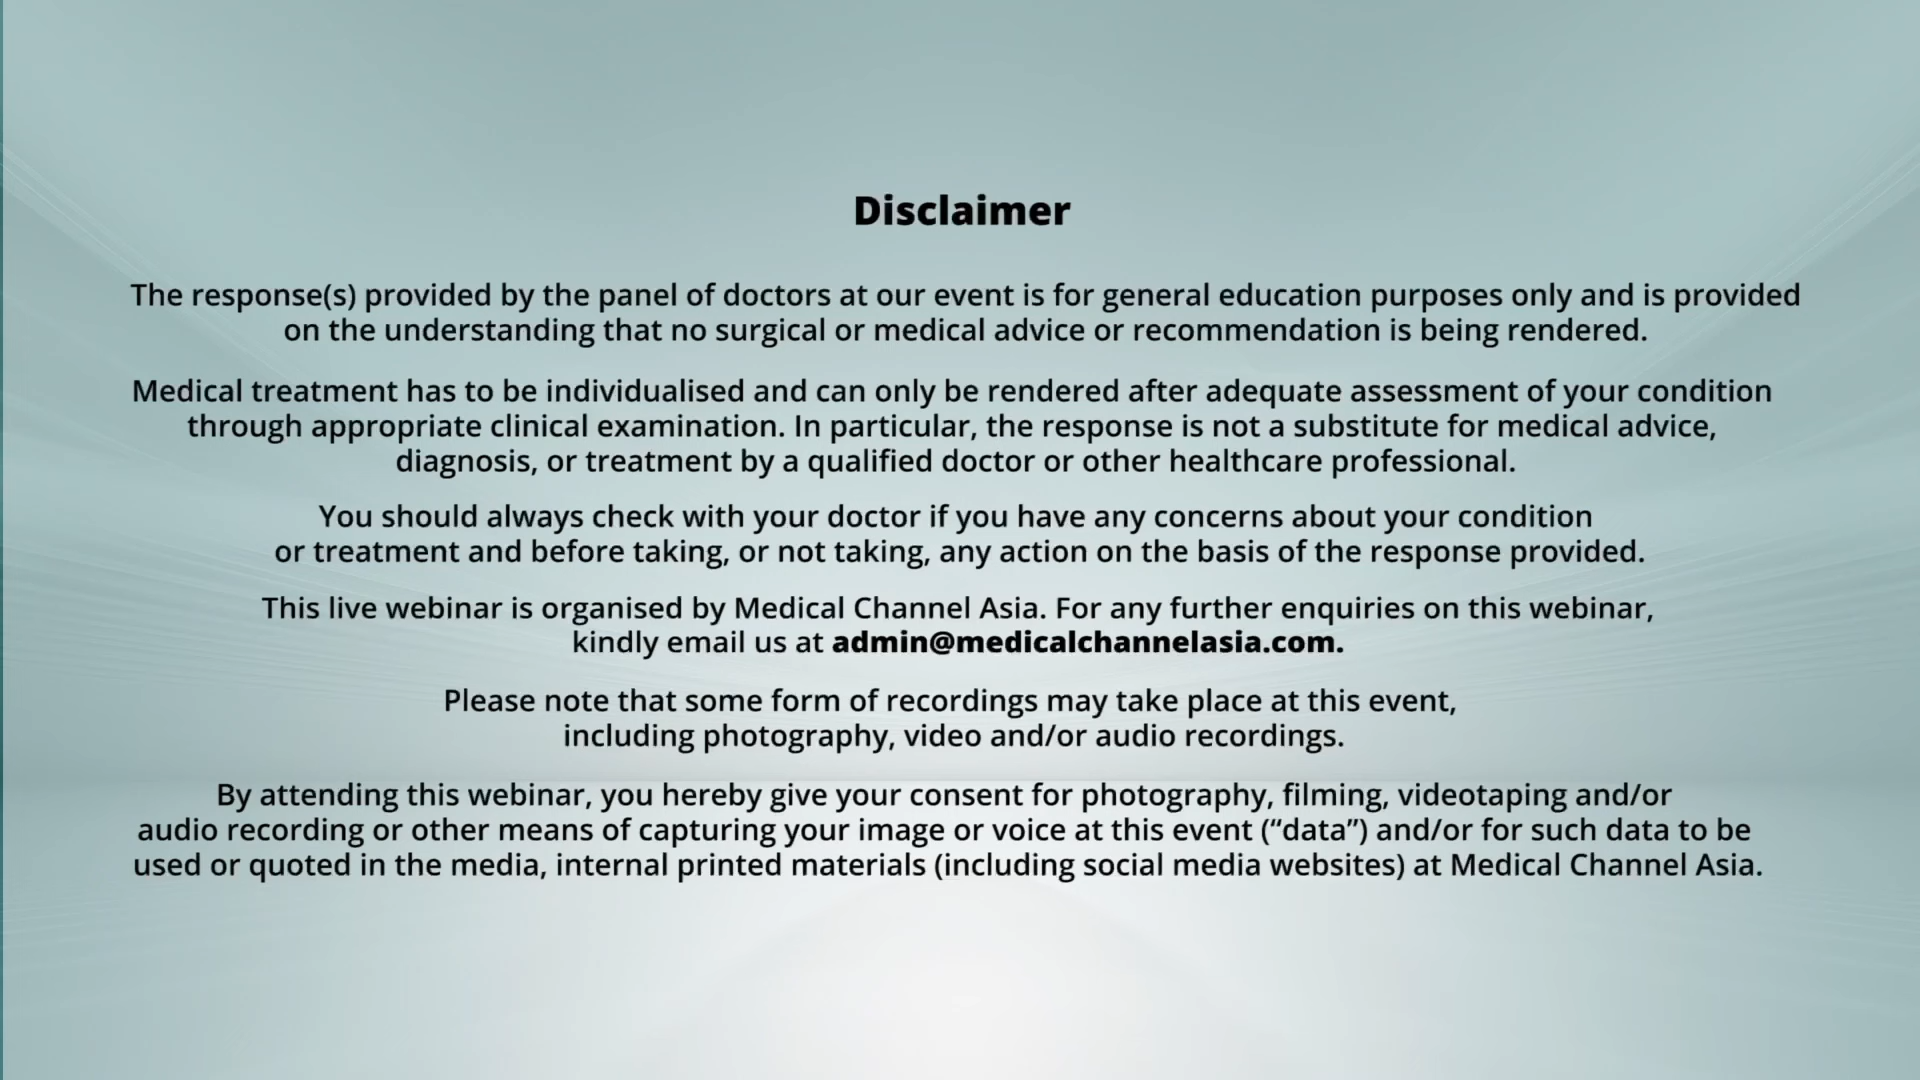 Disclaimer
The response(s) provided by the panel of doctors at our event is for general education purposes only and is provided
on the understanding that no surgical or medical advice or recommendation is being rendered.
Medical treatment has to be individualised and can only be rendered after adequate assessment of your condition
through appropriate clinical examination. In particular, the response is not a substitute for medical advice,
diagnosis, or treatment by a qualified doctor or other healthcare professional.
You should always check with your doctor if you have any concerns about your condition
or treatment and before taking, or not taking, any action on the basis of the response provided.
This live webinar is organised by Medical Channel Asia. For any further enquiries on this webinar,
kindly email us at admin@medicalchannelasia.com.
Please note that some form of recordings may take place at this event,
including photography, video and/or audio recordings.
By attending this webinar, you hereby give your consent for photography, filming, videotaping and/or
audio recording or other means of capturing your image or voice at this event (“data”) and/or for such data to be
used or quoted in the media, internal printed materials (including social media websites) at Medical Channel Asia.